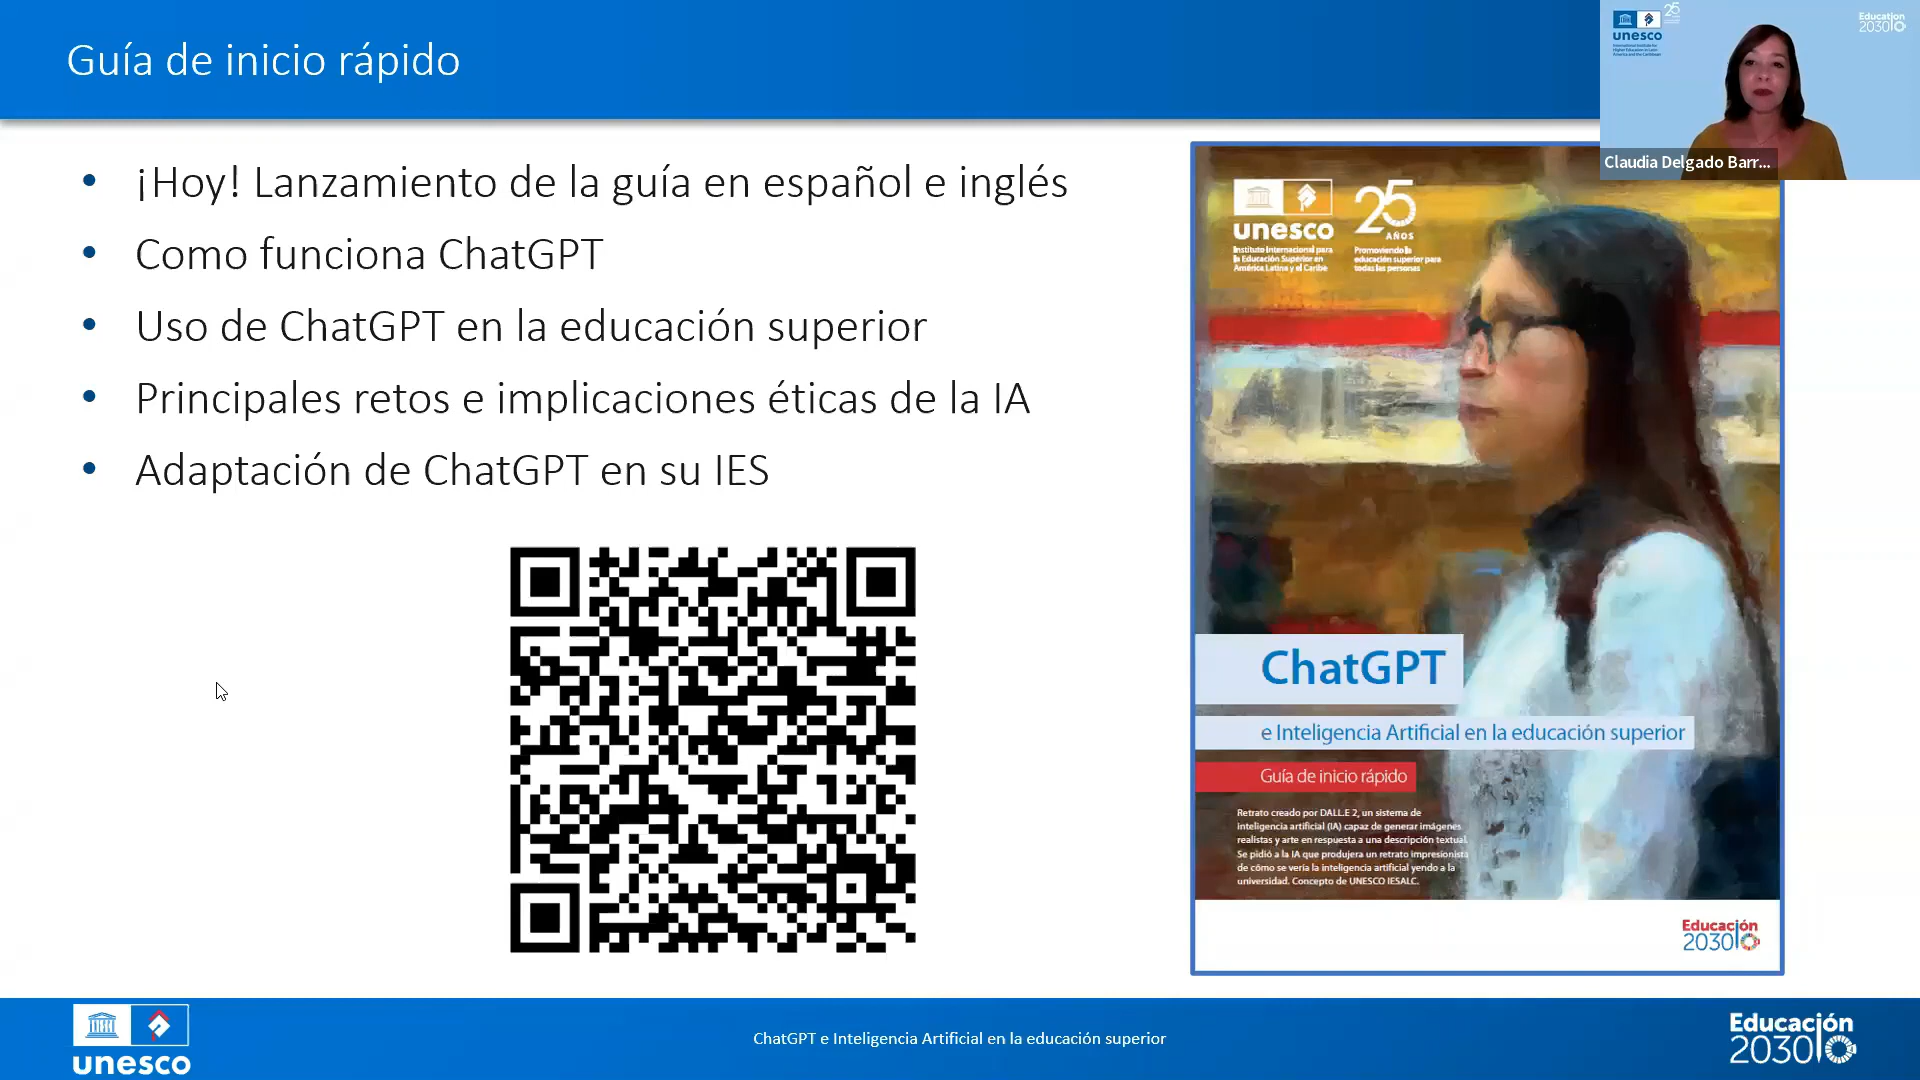 Guía de inicio rápido
unesco
25
Education
2030
Claudia Delgado Barr...
• ¡Hoy! Lanzamiento de la guía en español e inglés
• Como funciona ChatGPT
• Uso de ChatGPT en la educación superior
• Principales retos e implicaciones éticas de la IA
• Adaptación de ChatGPT en su IES
unesco
Instituto Internacional para
la Educación Superior en
América Latina y el Caribe
25
AÑOS
Promoviendo la
educación superior para
todas las personas
ChatGPT
e Inteligencia Artificial en la educación superior
Guía de inicio rápido
Retrato creado por DALL.E 2, un sistema de
inteligencia artificial (IA) capaz de generar imágenes
realistas y arte en respuesta a una descripción textual.
Se pidió a la IA que produjera un retrato impresionista
de cómo se vería la inteligencia artificial yendo a la
universidad. Concepto de UNESCO IESALC.
Educación
2030
unesco
ChatGPT e Inteligencia Artificial en la educación superior
Educación
2030